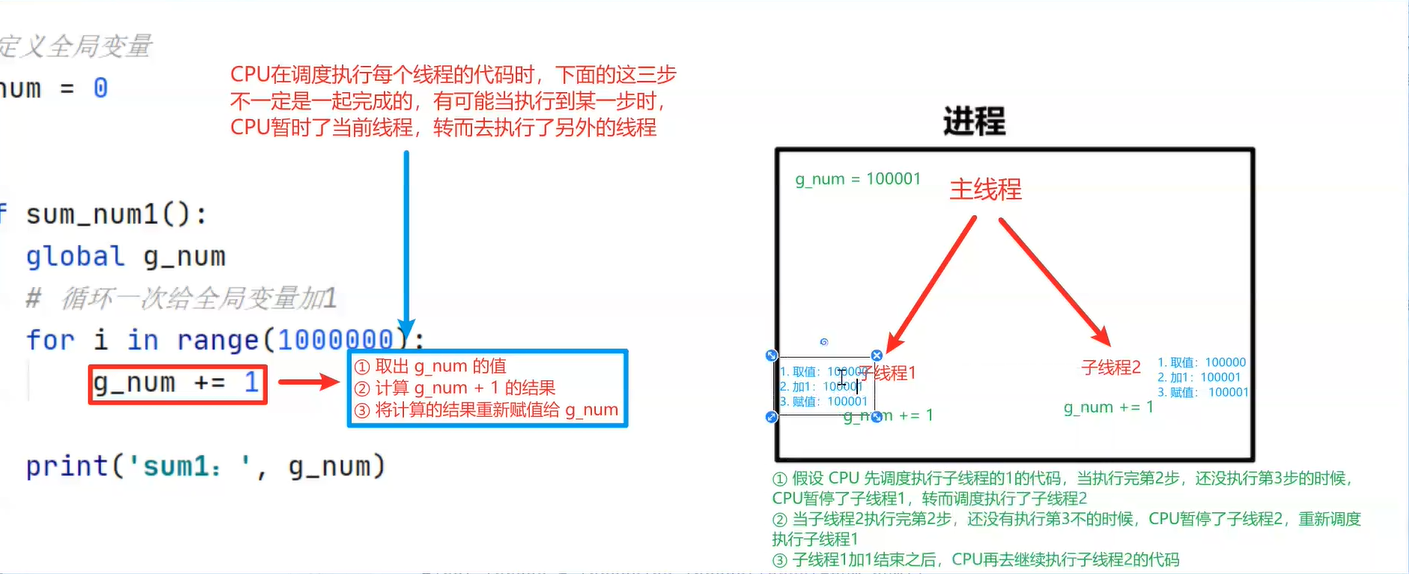 定义全局变量
num = 0
CPU在调度执行每个线程的代码时，下面的这三步
不一定是一起完成的，有可能当执行到某一步时，
CPU暂时了当前线程，转而去执行了另外的线程
f sum_num1():
global g_num
# 循环一次给全局变量加1
for i in range(1000000):
g_num += 1
① 取出 g_num 的值
② 计算 g_num + 1 的结果
③ 将计算的结果重新赋值给 g_num
print('sum1：', g_num)
进程
g_num = 100001
主线程
子线程1
1. 取值：100000
2. 加1：100001
3. 赋值：100001
g_num += 1
子线程2
1. 取值：100000
2. 加1：100001
3. 赋值： 100001
g_num += 1
① 假设 CPU 先调度执行子线程的1的代码，当执行完第2步，还没执行第3步的时候，
CPU暂停了子线程1，转而调度执行了子线程2
② 当子线程2执行完第2步，还没有执行第3不的时候，CPU暂停了子线程2，重新调度
执行子线程1
③ 子线程1加1结束之后，CPU再去继续执行子线程2的代码